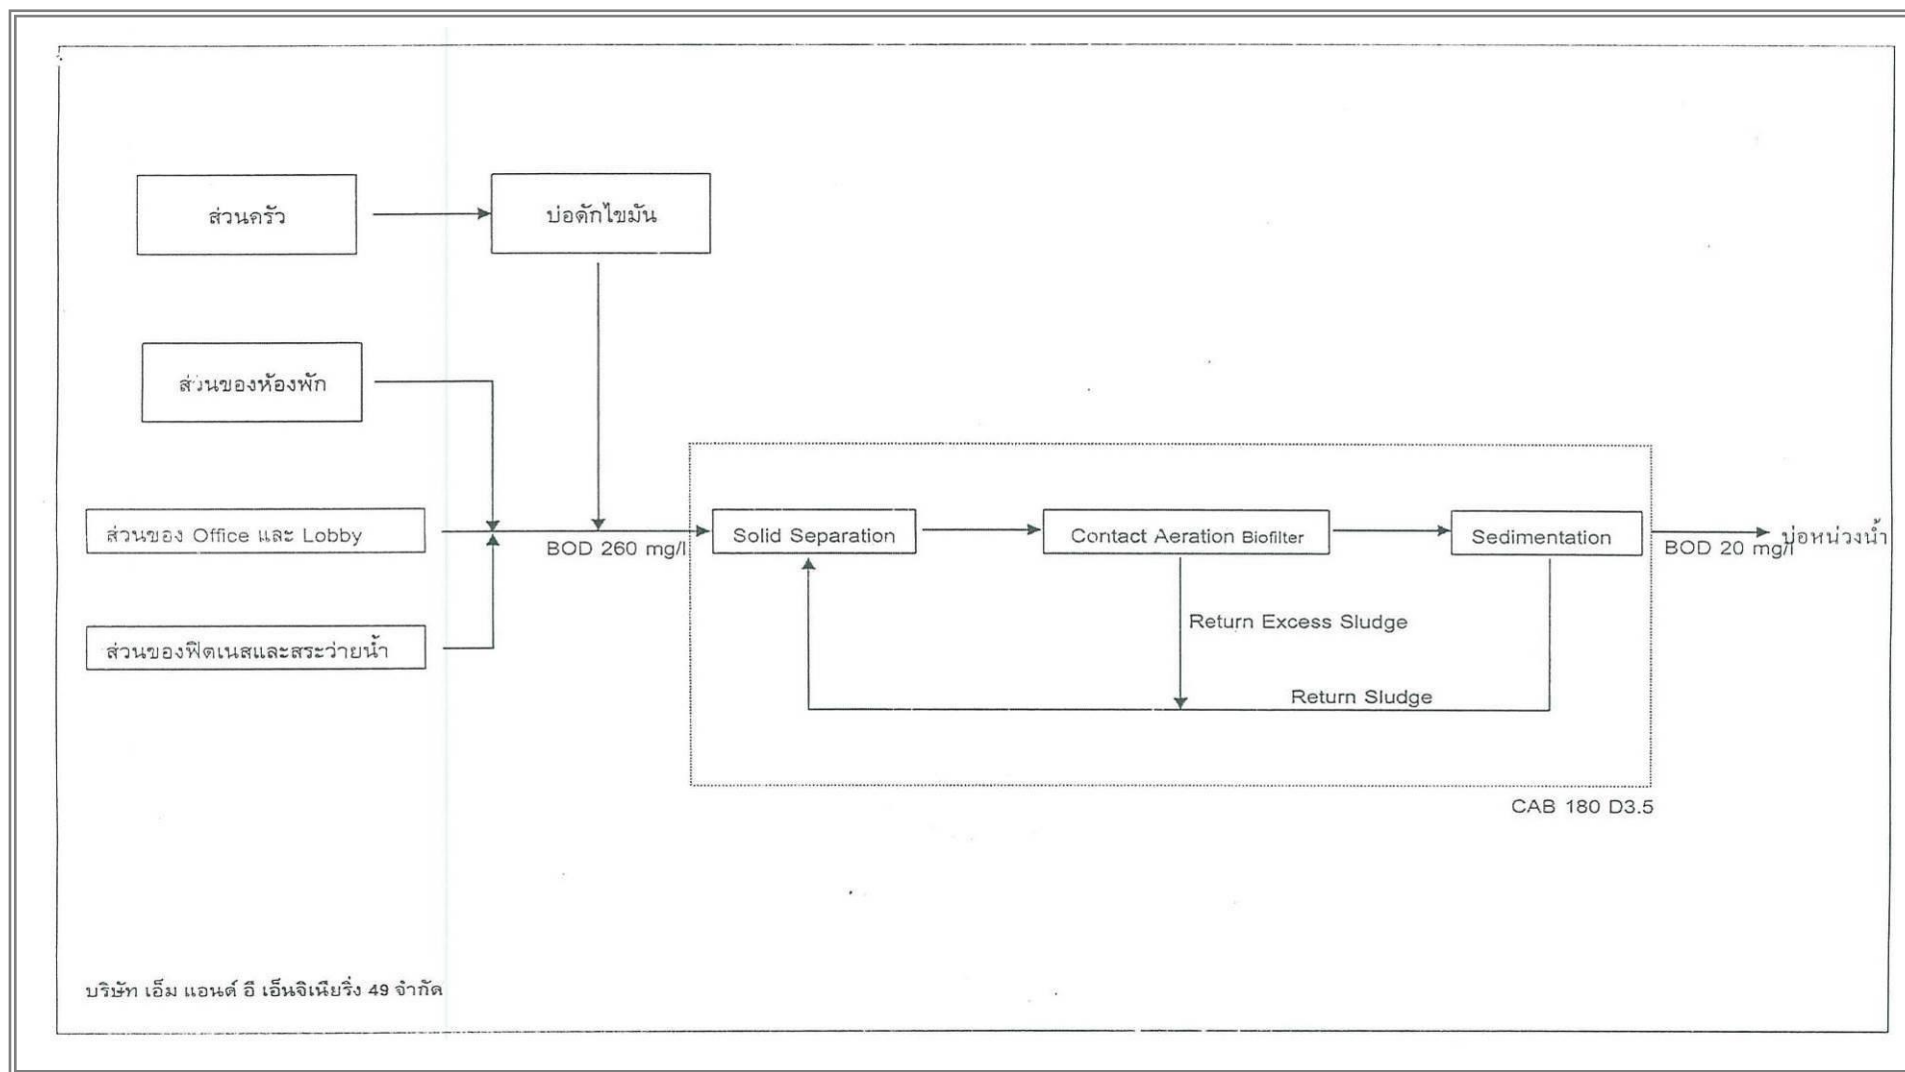 ส่วนครัว
บ่อดักไขมัน
ส่วนของห้องพัก
ส่วนของ Office และ Lobby
BOD 260 mg/l
Solid Separation
Contact Aeration Biofilter
Sedimentation
BOD 20 mg/l
บ่อหน่วงน้ำ
Return Excess Sludge
ส่วนของฟิตเนสและสระว่ายน้ำ
Return Sludge
CAB 180 D3.5
บริษัท เอ็ม แอนด์ อี เอ็นจิเนียริ่ง 49 จำกัด